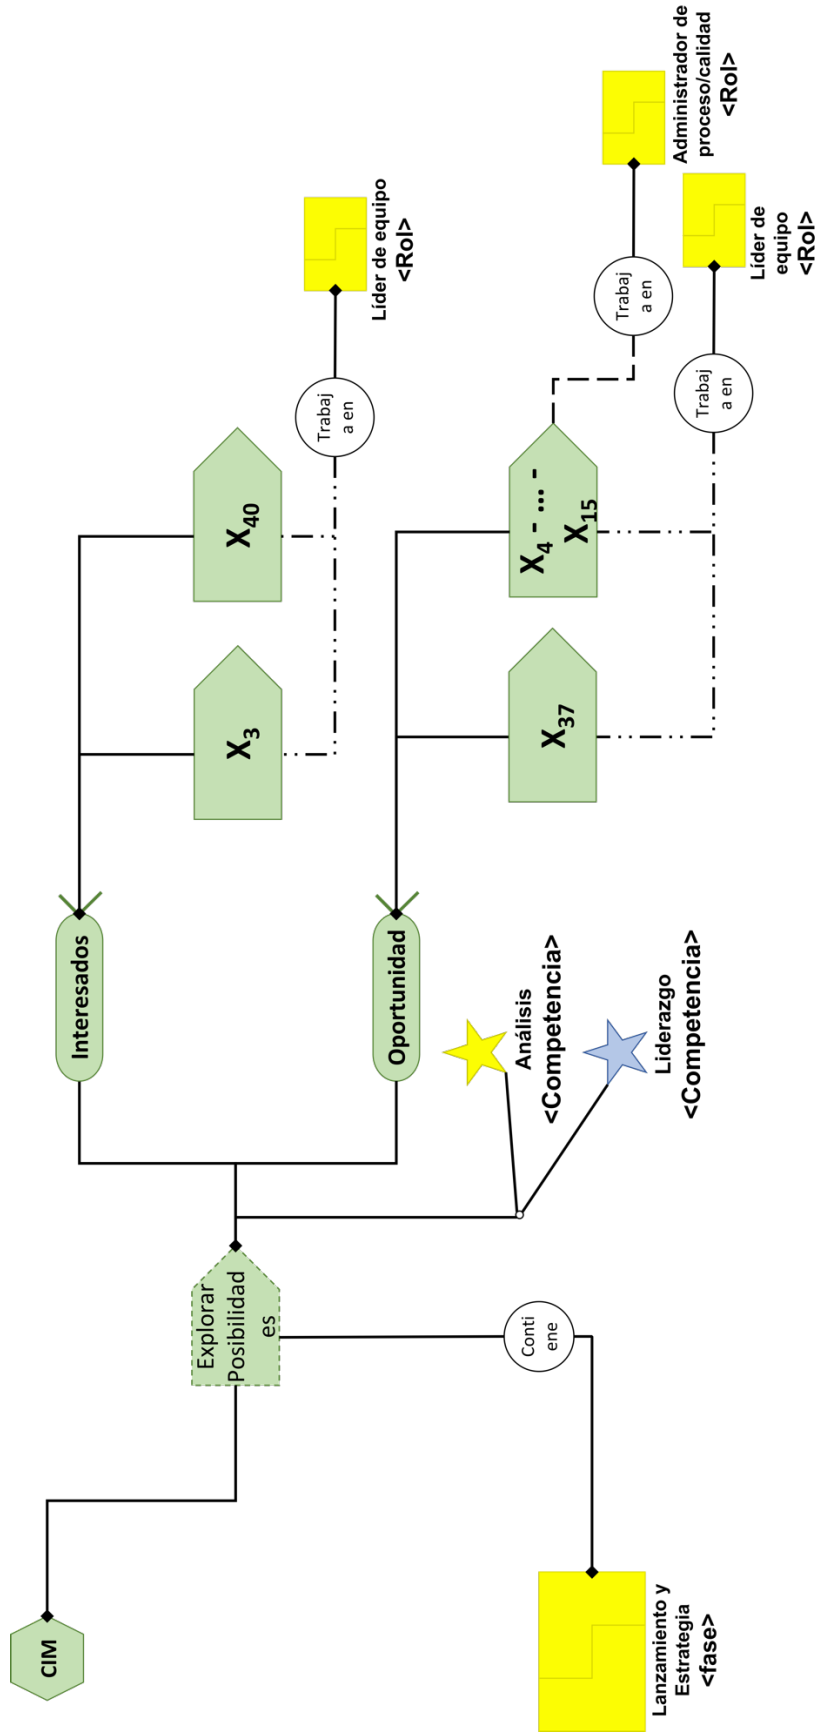 CIM
Explorar
Posibilidad
es
Interesados
X3
X40
Trabaj
a en
Líder de equipo
<Rol>
Oportunidad
X37
X4 - ... -
X15
Trabaj
a en
Administrador de
proceso/calidad
<Rol>
Trabaj
a en
Líder de
equipo
<Rol>
Análisis
<Competencia>
Liderazgo
<Competencia>
Conti
ene
Lanzamiento y
Estrategia
<fase>